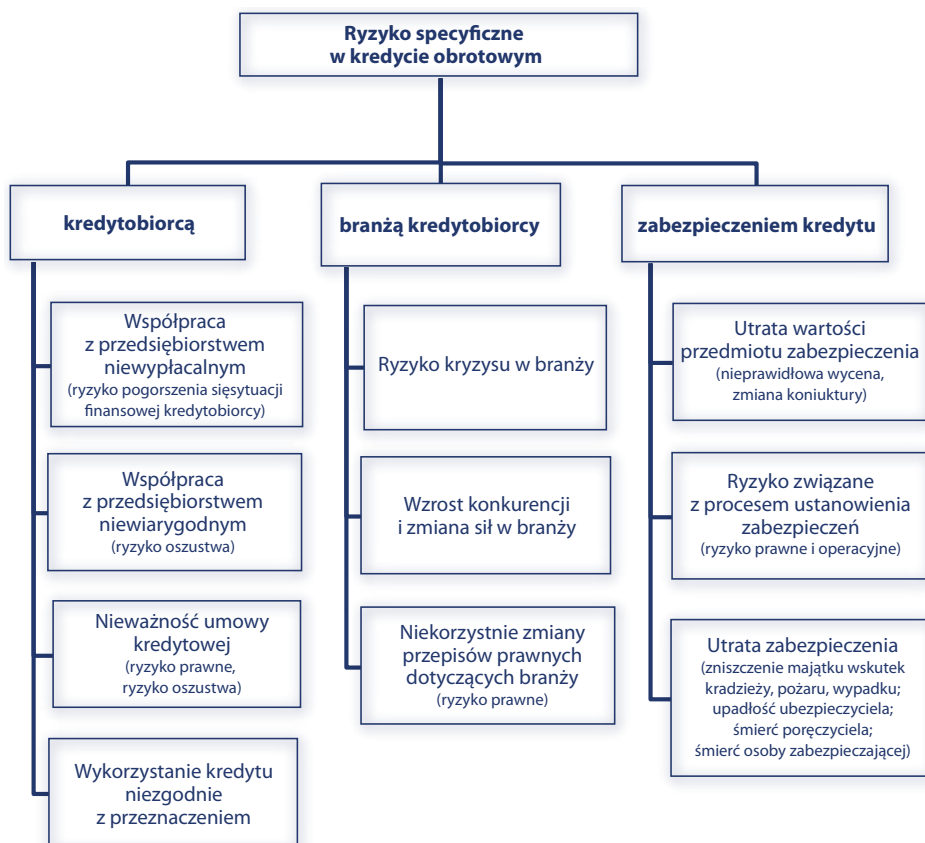 Ryzyko specyficzne
w kredycie obrotowym
kredytobiorcą
Współpraca
z przedsiębiorstwem
niewypłacalnym
(ryzyko pogorszenia sięsytuacji
finansowej kredytobiorcy)
Współpraca
z przedsiębiorstwem
niewiarygodnym
(ryzyko oszustwa)
Nieważność umowy
kredytowej
(ryzyko prawne,
ryzyko oszustwa)
Wykorzystanie kredytu
niezgodnie
z przeznaczeniem
branżą kredytobiorcy
Ryzyko kryzysu w branży
Wzrost konkurencji
i zmiana sił w branży
Niekorzystnie zmiany
przepisów prawnych
dotyczących branży
(ryzyko prawne)
zabezpieczeniem kredytu
Utrata wartości
przedmiotu zabezpieczenia
(nieprawidłowa wycena,
zmiana koniuktury)
Ryzyko związane
z procesem ustanowienia
zabezpieczeń
(ryzyko prawne i operacyjne)
Utrata zabezpieczenia
(zniszczenie majątku wskutek
kradzieży, pożaru, wypadku;
upadłość ubezpieczyciela;
śmierć poręczyciela;
śmierć osoby zabezpieczającej)